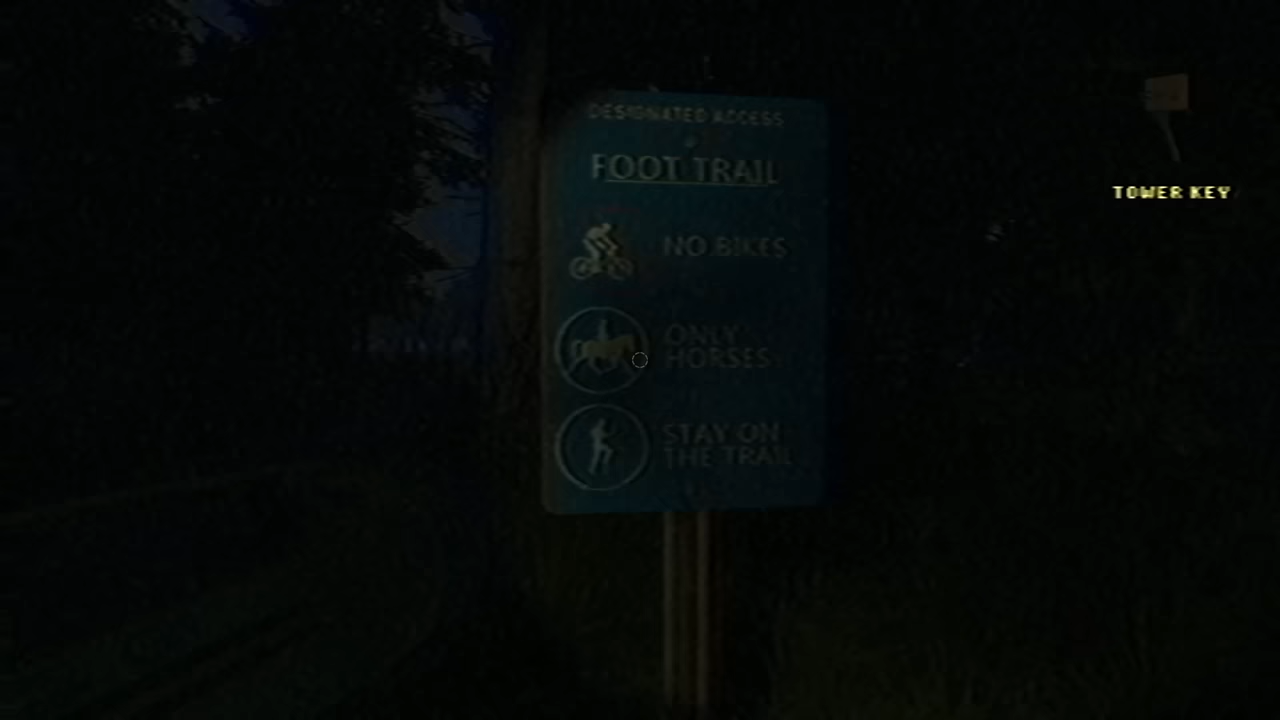 DESIGNATED ACCESS
FOOT TRAIL
NO BIKES
ONLY
HORSES
STAY ON
THE TRAIL
TOWER KEY